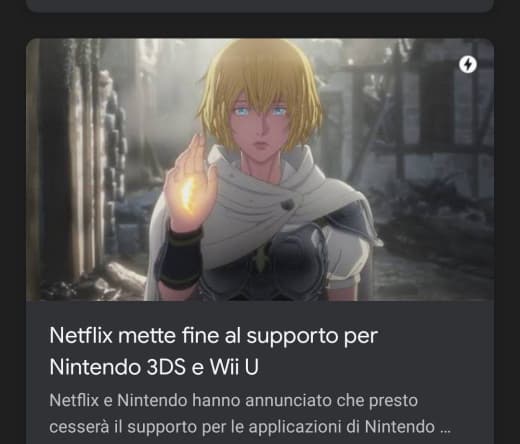 Netflix mette fine al supporto per
Nintendo 3DS e Wii U
Netflix e Nintendo hanno annunciato che presto
cesserà il supporto per le applicazioni di Nintendo ...